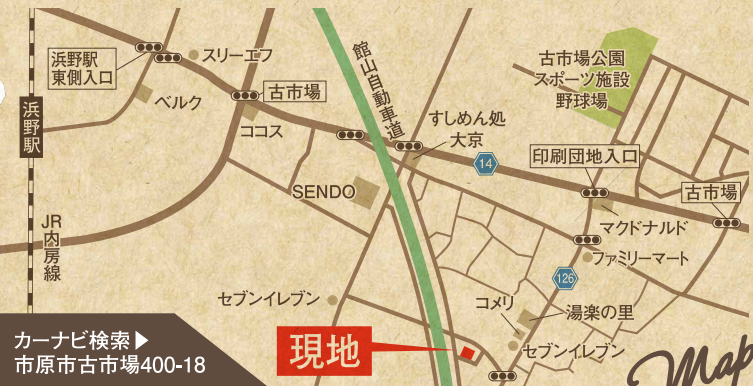 浜野駅
東側入口
スリーエフ
ベルク
古市場
ココス
浜野駅
JR内房線
館山自動車道
すしめん処
大京
14
古市場公園
スポーツ施設
野球場
印刷団地入口
古市場
マクドナルド
ファミリーマート
126
SENDO
セブンイレブン
コメリ
湯楽の里
セブンイレブン
現地
カーナビ検索▶
市原市古市場400-18
Map